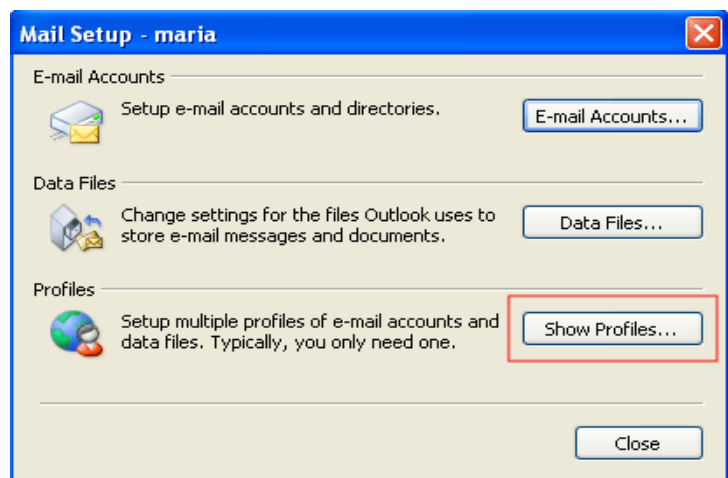 Mail Setup - maria
E-mail Accounts
Setup e-mail accounts and directories.
E-mail Accounts...
Data Files
Change settings for the files Outlook uses to
store e-mail messages and documents.
Data Files...
Profiles
Setup multiple profiles of e-mail accounts and
data files. Typically, you only need one.
Show Profiles...
Close